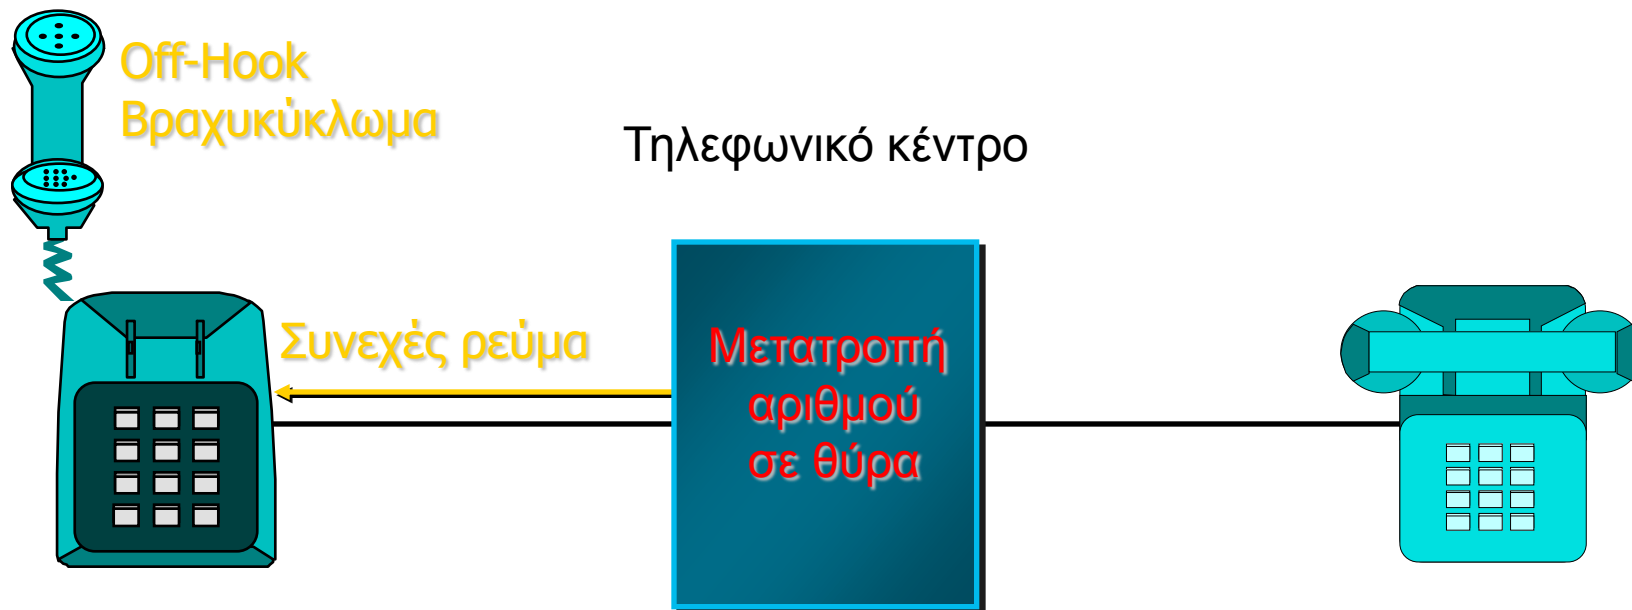 Off-Hook
Βραχυκύκλωμα
Τηλεφωνικό κέντρο
Συνεχές ρεύμα
Μετατροπή
αριθμού
σε θύρα